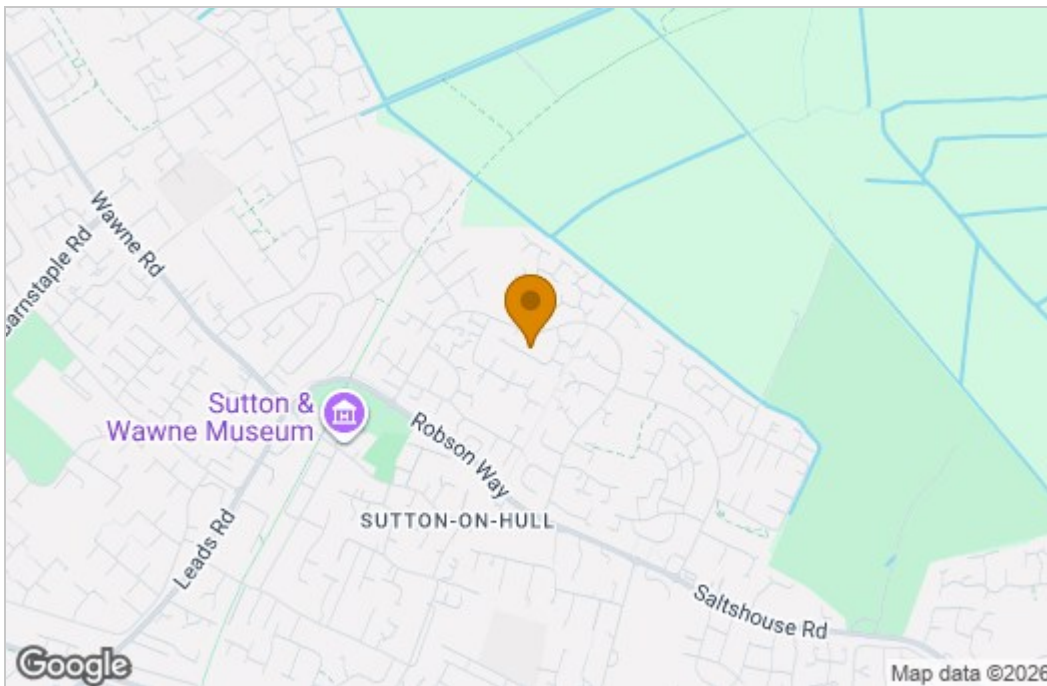 Wawne Rd
Barnstaple Rd
Sutton &
Wawne Museum
Robson Way
SUTTON-ON-HULL
Leads Rd
Saltshouse Rd
Google
Map data ©2026